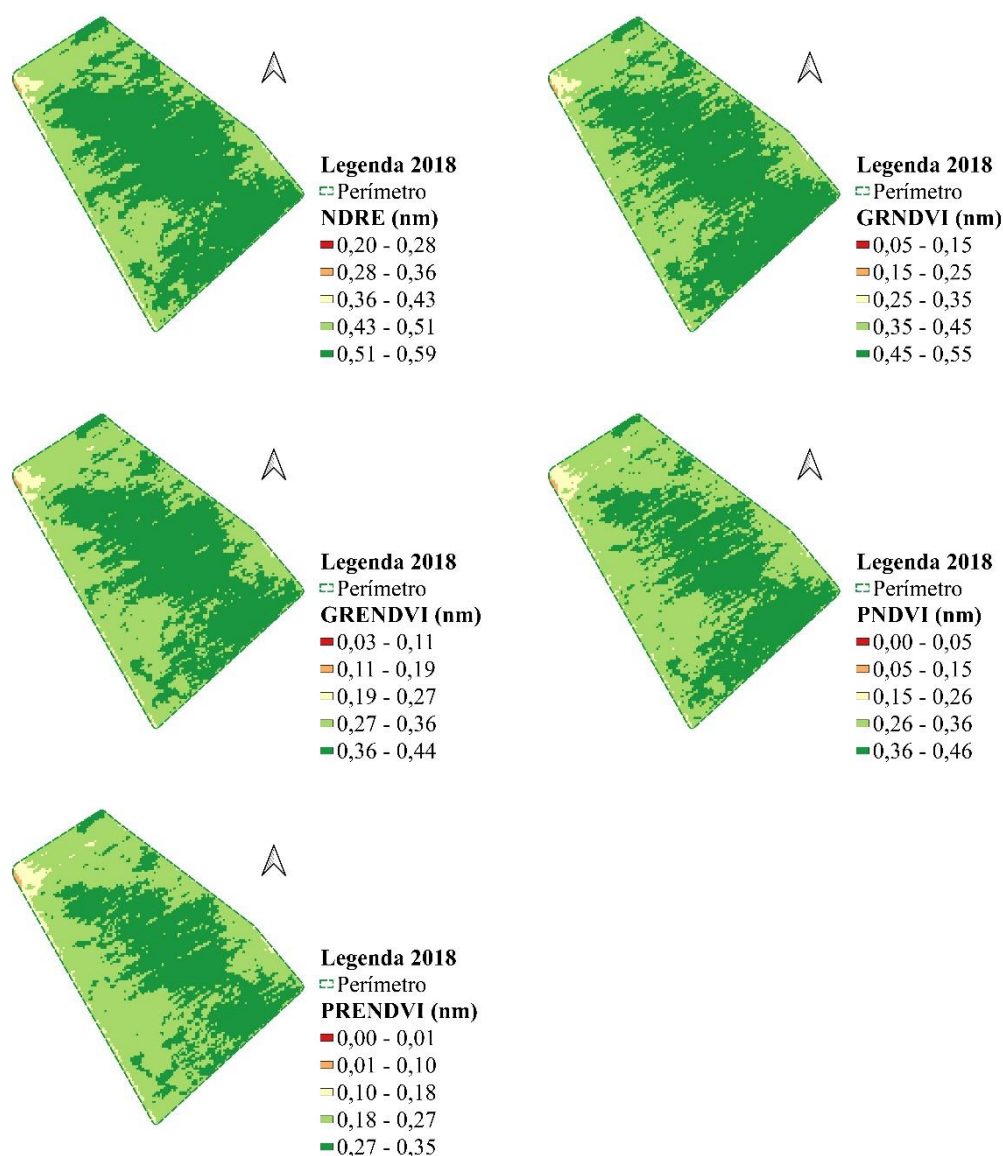 Legenda 2018
Perímetro
NDRE (nm)
0,20 - 0,28
0,28 - 0,36
0,36 - 0,43
0,43 - 0,51
0,51 - 0,59
Legenda 2018
Perímetro
GRNDVI (nm)
0,05 - 0,15
0,15 - 0,25
0,25 - 0,35
0,35 - 0,45
0,45 - 0,55
Legenda 2018
Perímetro
GRENDVI (nm)
0,03 - 0,11
0,11 - 0,19
0,19 - 0,27
0,27 - 0,36
0,36 - 0,44
Legenda 2018
Perímetro
PNDVI (nm)
0,00 - 0,05
0,05 - 0,15
0,15 - 0,26
0,26 - 0,36
0,36 - 0,46
Legenda 2018
Perímetro
PRENDVI (nm)
0,00 - 0,01
0,01 - 0,10
0,10 - 0,18
0,18 - 0,27
0,27 - 0,35